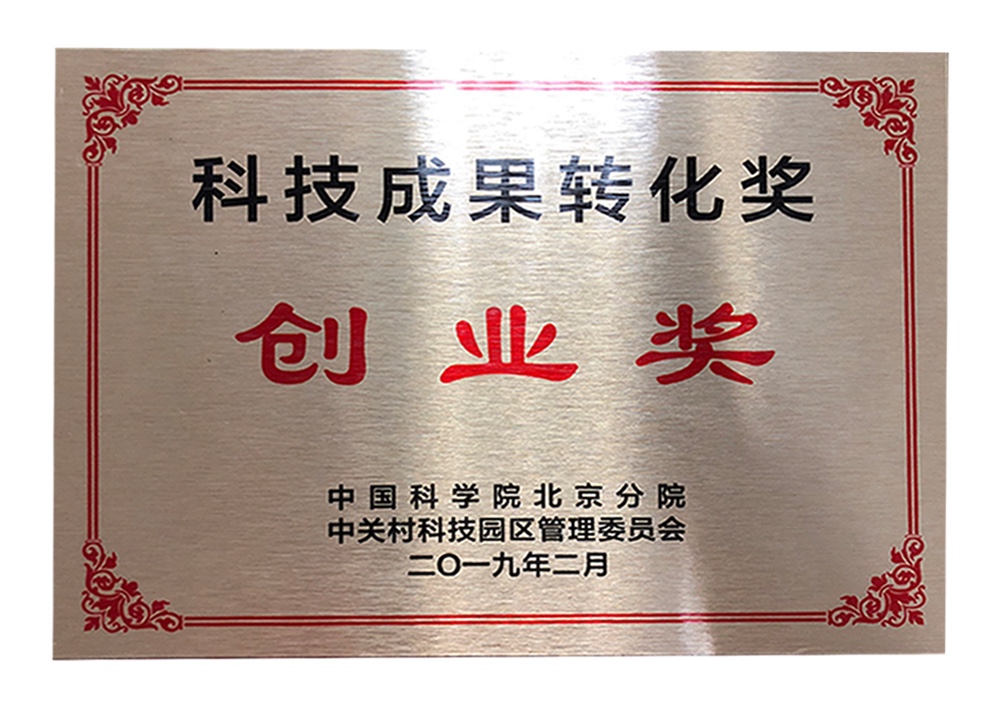 科技成果转化奖
创业奖
中国科学院北京分院
中关村科技园区管理委员会
二〇一九年二月